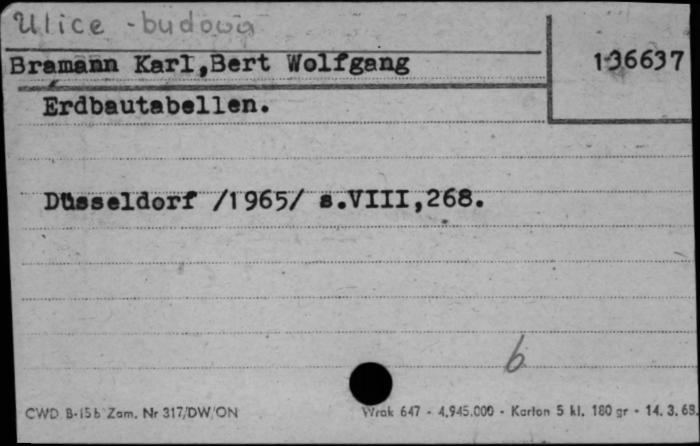 Ulice - budowa
Bramann Karl,Bert Wolfgang
136637
Erdbautabellen.
Düsseldorf /1965/ s.VIII,268.
b
CWD B-15b Zam. Nr 317/DW/ON
Wrak 647 - 4.945.000 - Karton 5 kl. 180 gr - 14. 3. 68.